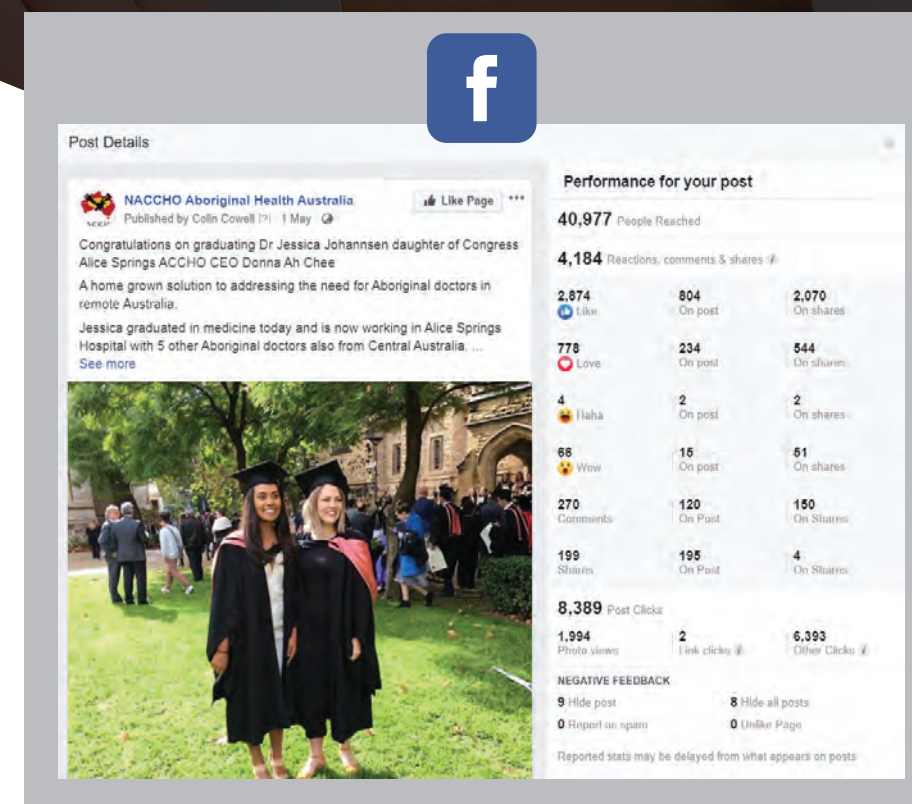 f
Post Details
NACCHO Aboriginal Health Australia
Published by Colin Cowell [?] 1 May
Like Page
Congratulations on graduating Dr Jessica Johannsen daughter of Congress
Alice Springs ACCHO CEO Donna Ah Chee
A home grown solution to addressing the need for Aboriginal doctors in
remote Australia.
Jessica graduated in medicine today and is now working in Alice Springs
Hospital with 5 other Aboriginal doctors also from Central Australia. ...
See more
Performance for your post
40,977 People Reached
4,184 Reactions, comments & shares
2,874 804 2,070
Like On post On shares
778 234 544
Love On post On shares
4 2 2
Haha On post On shares
66 15 51
Wow On post On shares
270 120 150
Comments On Post On Shares
199 195 4
Shares On Post On Shares
8,389 Post Clicks
1,994 2 6,393
Photo views Link clicks Other Clicks
NEGATIVE FEEDBACK
9 Hide post 8 Hide all posts
0 Report as spam 0 Unlike Page
Reported stats may be delayed from what appears on posts